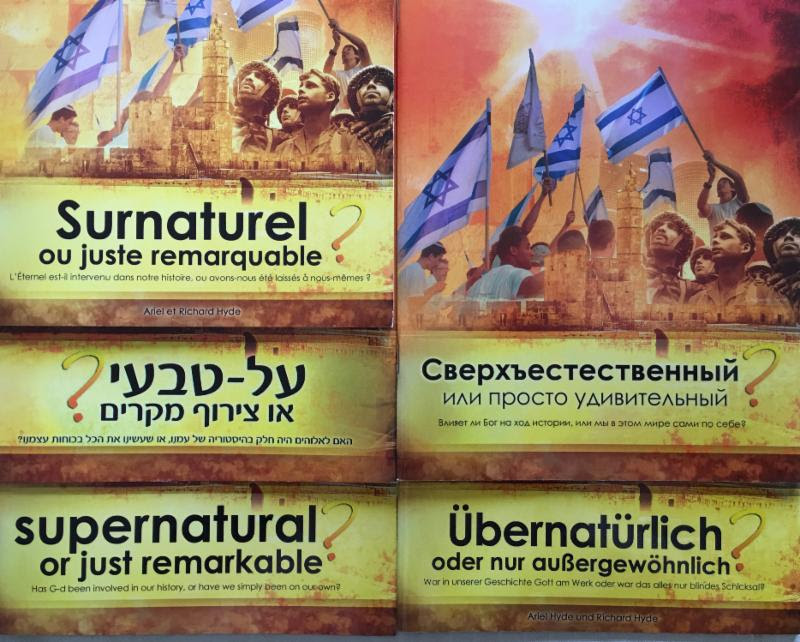 Surnaturel
ou juste remarquable ?
L'Éternel est-il intervenu dans notre histoire, ou avons-nous été laissés à nous-mêmes ?
Ariel et Richard Hyde
על-טבעי
או צירוף מקרים?
האם לאלוהים היה חלק בהיסטוריה של עמנו, או שעשינו את הכל בכוחות עצמנו?
supernatural
or just remarkable?
Has G-d been involved in our history, or have we simply been on our own?
Сверхъестественный
или просто удивительный ?
Влияет ли Бог на ход истории, или мы в этом мире сами по себе?
Übernatürlich
oder nur außergewöhnlich?
War in unserer Geschichte Gott am Werk oder war das alles nur blindes Schicksal?
Ariel Hyde und Richard Hyde